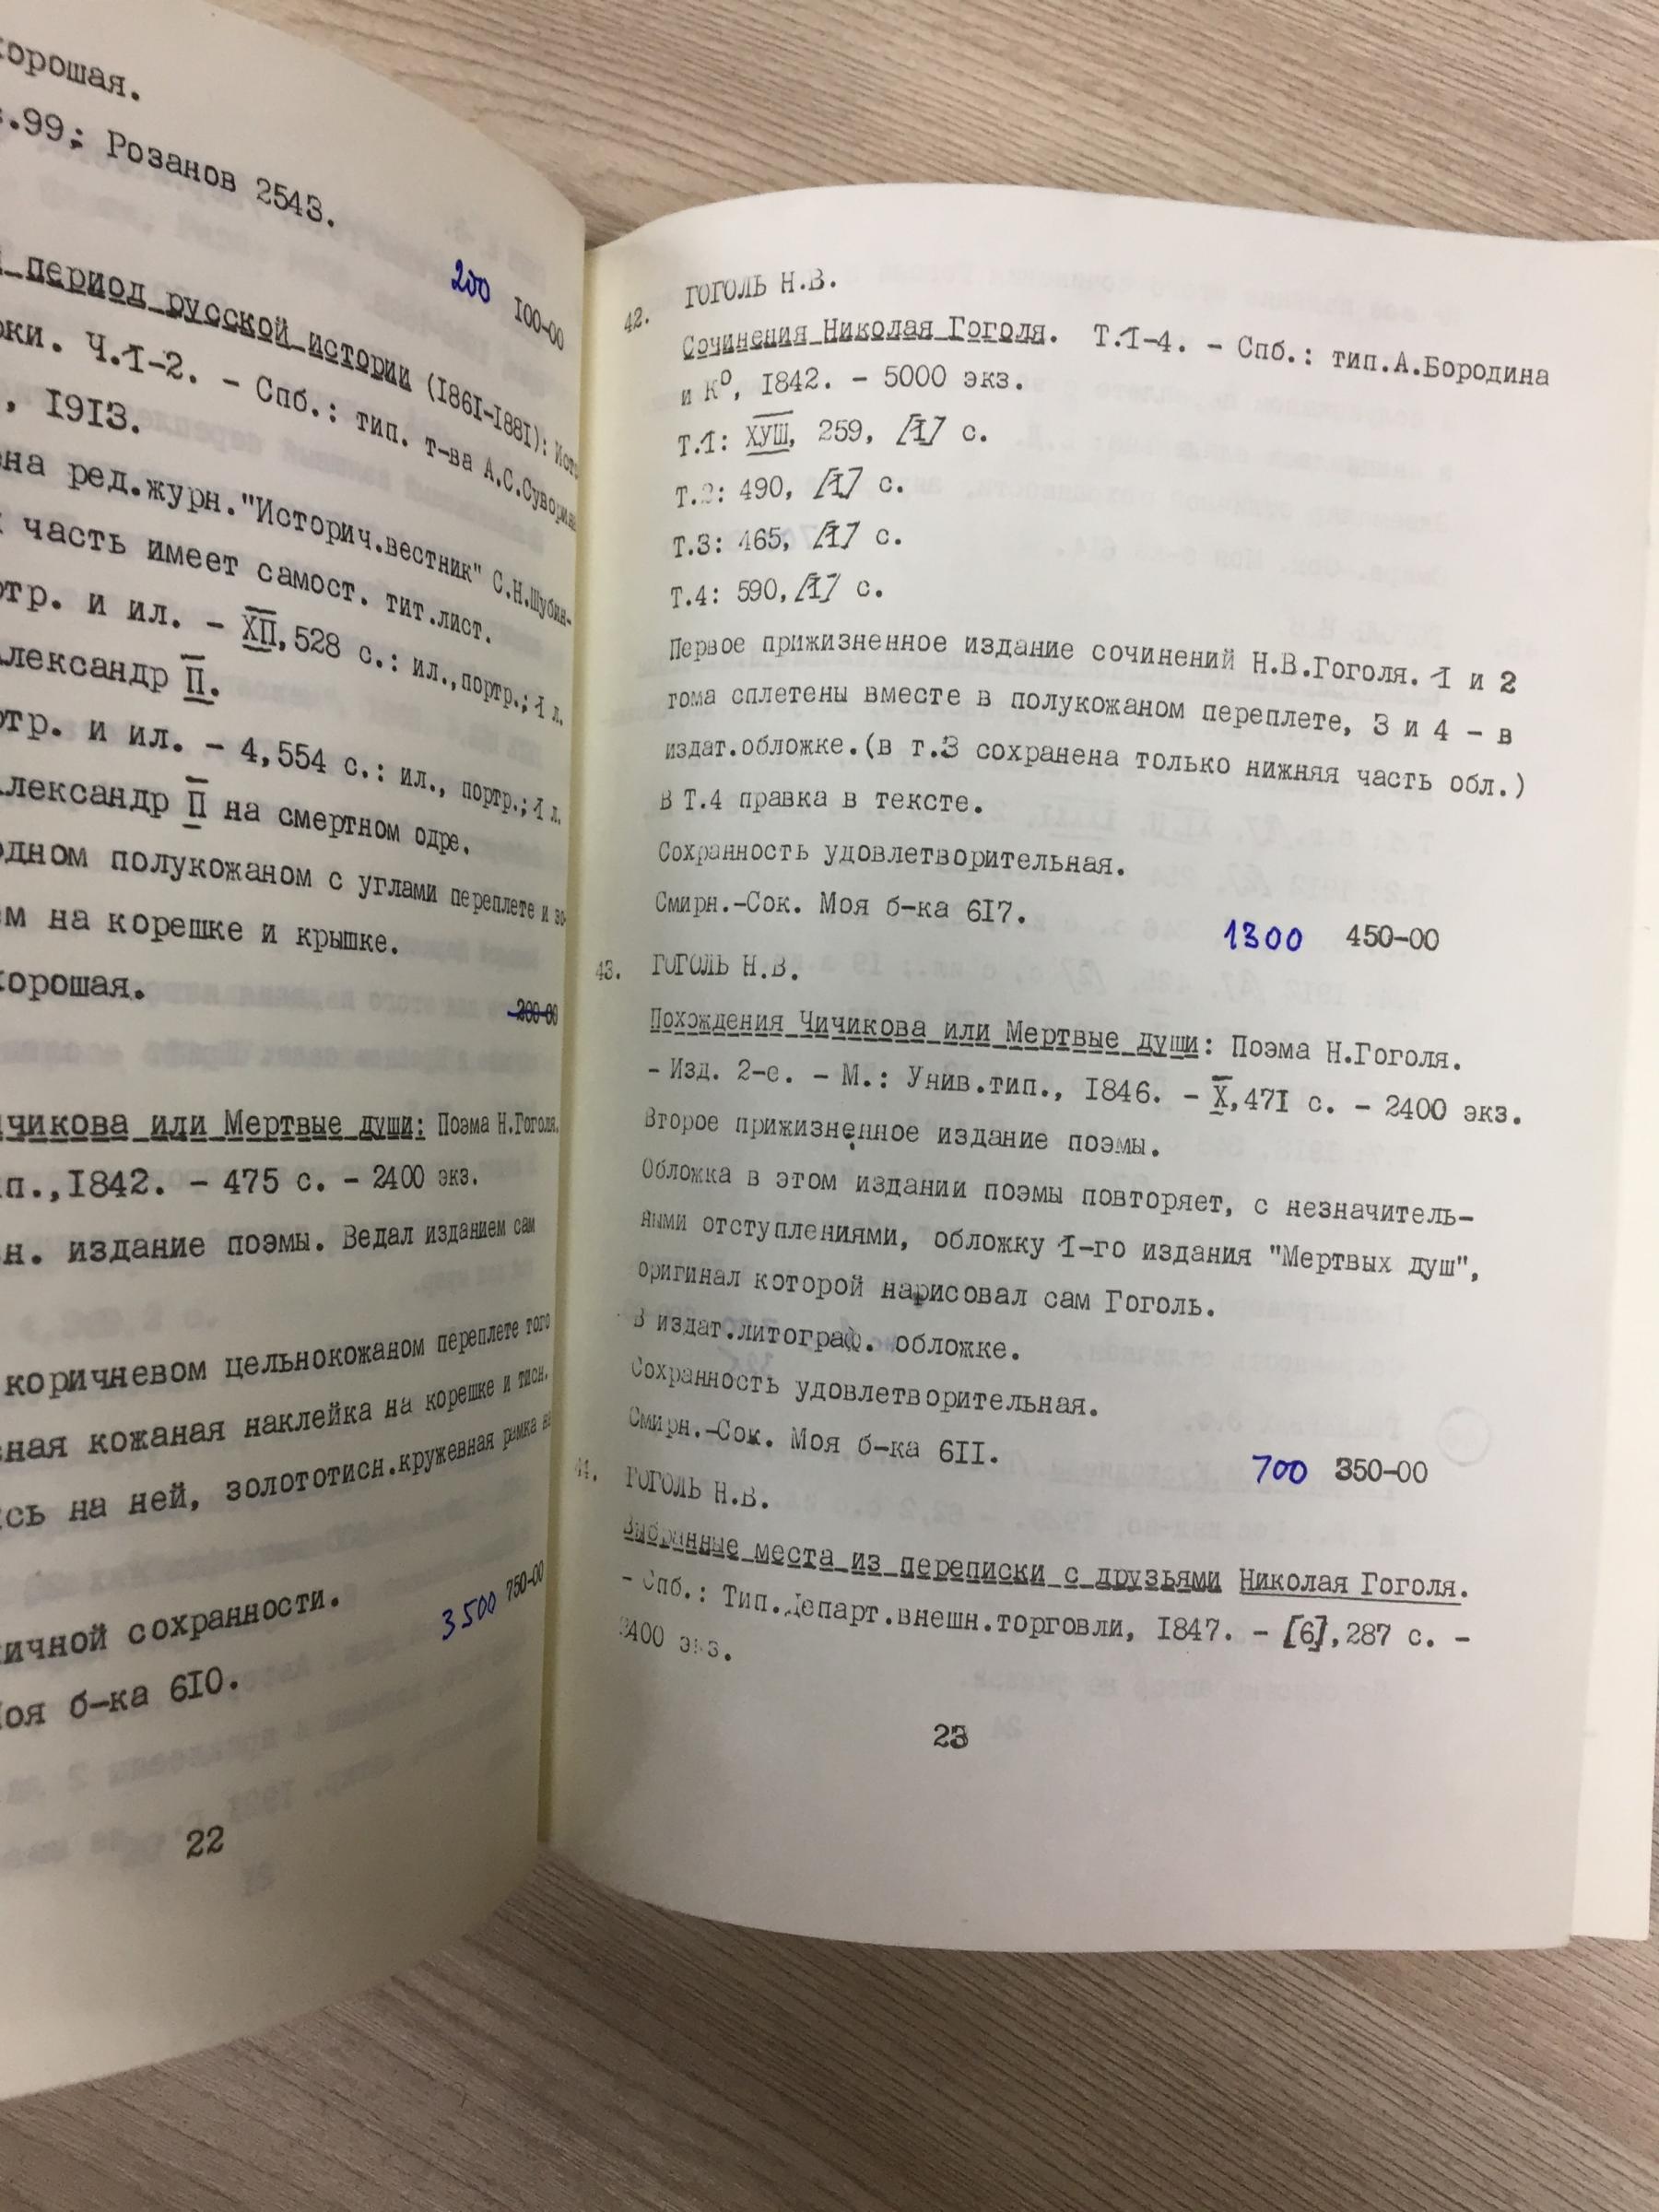 хорошая.
.99; Розанов 2543.
200 100-00
период русской истории (1861-1881):
Ч.1-2. - Спб.: тип. т-ва А.С.Суворина
, 1913.
на ред.журн."Историч.вестник" С.Н.Шубин-
часть имеет самост. тит.лист.
ртр. и ил. - XII, 528 с.: ил.,портр.; 1 л.
лександр II.
ртр. и ил. - 4,554 с.: ил., портр.; 1 л.
лександр II на смертном одре.
одном полукожаном с углами переплете и зо-
ем на корешке и крышке.
хорошая.
200-00
ичикова или Мертвые души: Поэма Н.Гоголя.
ип.,1842. - 475 с. - 2400 экз.
н. издание поэмы. Ведал изданием сам
коричневом цельнокожаном переплете того
ная кожаная наклейка на корешке и тисн.
сь на ней, золототисн.кружевная рамка на
ичной сохранности.
3500 750-00
Моя б-ка 610.
22
42. ГОГОЛЬ Н.В.
Сочинения Николая Гоголя. Т.1-4. - Спб.: тип.А.Бородина
и Ко, 1842. - 5000 экз.
Т.1: ХУШ, 259, [1] с.
Т.2: 490, [1] с.
Т.3: 465, [1] с.
Т.4: 590, [1] с.
Первое прижизненное издание сочинений Н.В.Гоголя. 1 и 2
тома сплетены вместе в полукожаном переплете, 3 и 4 - в
издат.обложке.(в т.3 сохранена только нижняя часть обл.)
В Т.4 правка в тексте.
Сохранность удовлетворительная.
Смирн.-Сок. Моя б-ка 617.
1300 450-00
43. ГОГОЛЬ Н.В.
Похождения Чичикова или Мертвые души: Поэма Н.Гоголя.
- Изд. 2-е. - М.: Унив.тип., 1846. - X, 471 с. - 2400 экз.
Второе прижизненное издание поэмы.
Обложка в этом издании поэмы повторяет, с незначитель-
ными отступлениями, обложку 1-го издания "Мертвых душ",
оригинал которой нарисовал сам Гоголь.
В издат.литограф. обложке.
Сохранность удовлетворительная.
Смирн.-Сок. Моя б-ка 611.
700 350-00
44. ГОГОЛЬ Н.В.
Выбранные места из переписки с друзьями Николая Гоголя.
- Спб.: Тип.Департ.внешн.торговли, 1847. - [6], 287 с. -
2400 экз.
23